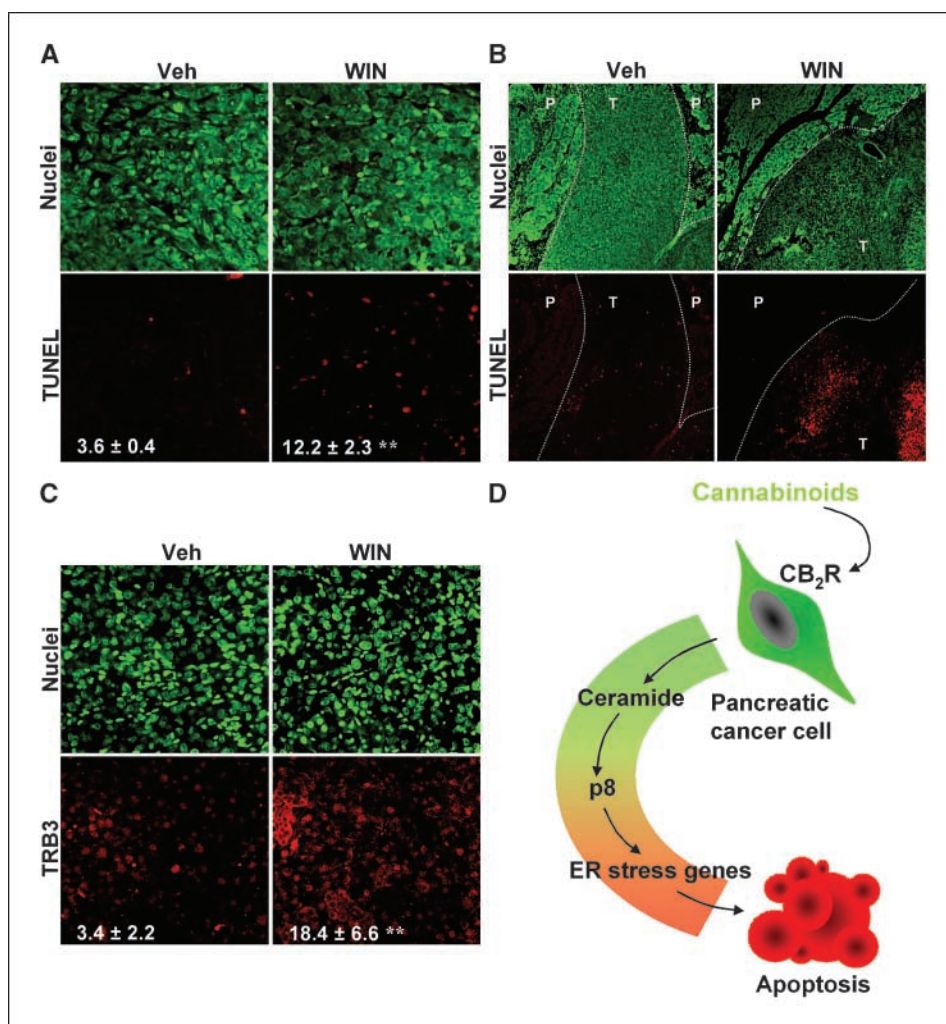 A
Veh
WIN
Nuclei
TUNEL
3.6 ± 0.4
12.2 ± 2.3 **
B
Veh
WIN
Nuclei
P
T
P
P
T
TUNEL
P
T
P
P
T
C
Veh
WIN
Nuclei
TRB3
3.4 ± 2.2
18.4 ± 6.6 **
D
Cannabinoids
CB₂R
Pancreatic
cancer cell
Ceramide
p8
ER stress genes
Apoptosis